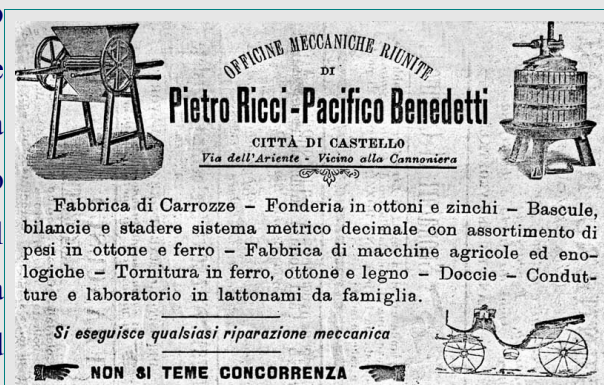 OFFICINE MECCANICHE RIUNITE
DI
Pietro Ricci - Pacifico Benedetti
CITTÀ DI CASTELLO
Via dell'Ariente - Vicino alla Cannoniera
Fabbrica di Carrozze – Fonderia in ottoni e zinchi – Bascule,
bilancie e stadere sistema metrico decimale con assortimento di
pesi in ottone e ferro – Fabbrica di macchine agricole ed eno-
logiche – Tornitura in ferro, ottone e legno – Doccie – Condut-
ture e laboratorio in lattonami da famiglia.
Si eseguisce qualsiasi riparazione meccanica
NON SI TEME CONCORRENZA